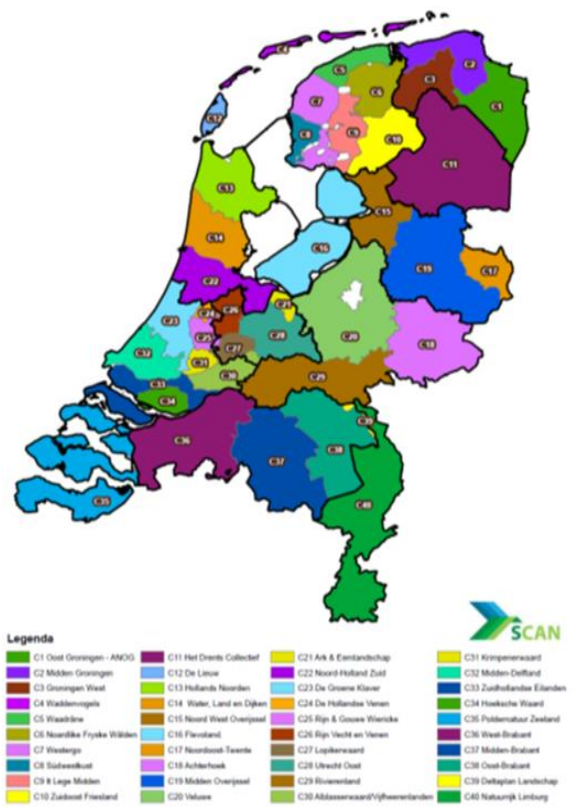 C4
C5
C7
C6
C3
C2
C1
C12
C8
C9
C10
C11
C13
C15
C14
C16
C19
C17
C22
C21
C24
C26
C23
C25
C28
C20
C27
C18
C32
C31
C30
C29
C33
C34
C39
C36
C38
C37
C35
C40
SCAN
Legenda
C1 Oost Groningen - ANOG
C2 Midden Groningen
C3 Groningen West
C4 Waddenvogels
C5 Waadrâne
C6 Noardlike Fryske Wâlden
C7 Westergo
C8 Súdwestkust
C9 It Lege Midden
C10 Zuidoost Friesland
C11 Het Drents Collectief
C12 De Lieuw
C13 Hollands Noorden
C14 Water, Land en Dijken
C15 Noord West Overijssel
C16 Flevoland
C17 Noordoost-Twente
C18 Achterhoek
C19 Midden Overijssel
C20 Veluwe
C21 Ark & Eemlandschap
C22 Noord-Holland Zuid
C23 De Groene Klaver
C24 De Hollandse Venen
C25 Rijn & Gouwe Wiericke
C26 Rijn Vecht en Venen
C27 Lopikerwaard
C28 Utrecht Oost
C29 Rivierenland
C30 Alblasserwaard/Vijfheerenlanden
C31 Krimpenerwaard
C32 Midden-Delfland
C33 Zuidhollandse Eilanden
C34 Hoeksche Waard
C35 Poldernatuur Zeeland
C36 West-Brabant
C37 Midden-Brabant
C38 Oost-Brabant
C39 Deltaplan Landschap
C40 Natuurrijk Limburg